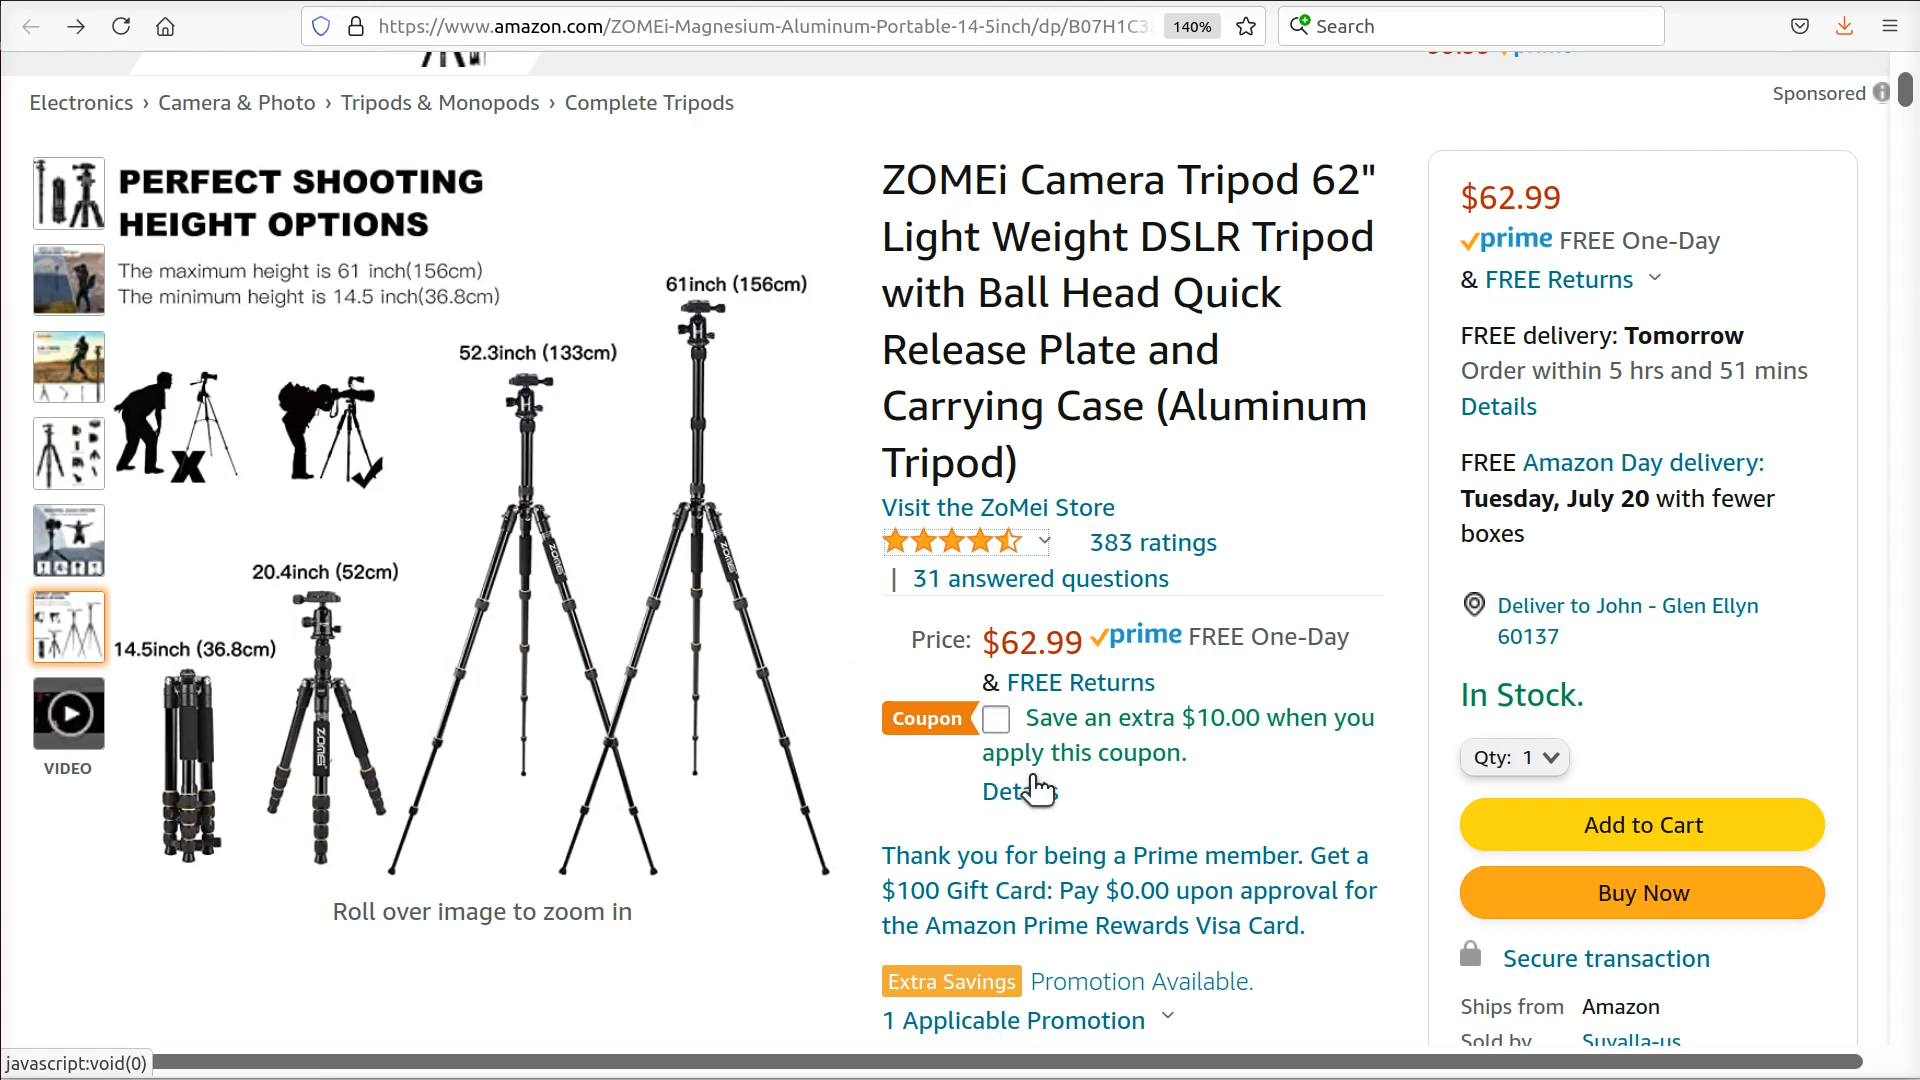 https://www.amazon.com/ZOMEi-Magnesium-Aluminum-Portable-14-5inch/dp/B07H1C3
140%
Search
Electronics › Camera & Photo › Tripods & Monopods › Complete Tripods
Sponsored
PERFECT SHOOTING
HEIGHT OPTIONS
The maximum height is 61 inch(156cm)
The minimum height is 14.5 inch(36.8cm)
61inch (156cm)
52.3inch (133cm)
20.4inch (52cm)
14.5inch (36.8cm)
ZOMEi
ZOMEi
ZOMEi
VIDEO
Roll over image to zoom in
ZOMEi Camera Tripod 62"
Light Weight DSLR Tripod
with Ball Head Quick
Release Plate and
Carrying Case (Aluminum
Tripod)
Visit the ZoMei Store
383 ratings
| 31 answered questions
Price: $62.99 prime FREE One-Day
& FREE Returns
Coupon Save an extra $10.00 when you
apply this coupon.
Details
Thank you for being a Prime member. Get a
$100 Gift Card: Pay $0.00 upon approval for
the Amazon Prime Rewards Visa Card.
Extra Savings Promotion Available.
1 Applicable Promotion
$62.99
prime FREE One-Day
& FREE Returns
FREE delivery: Tomorrow
Order within 5 hrs and 51 mins
Details
FREE Amazon Day delivery:
Tuesday, July 20 with fewer
boxes
Deliver to John - Glen Ellyn
60137
In Stock.
Qty: 1
Add to Cart
Buy Now
Secure transaction
Ships from Amazon
Sold by Suvalla-us
javascript:void(0)